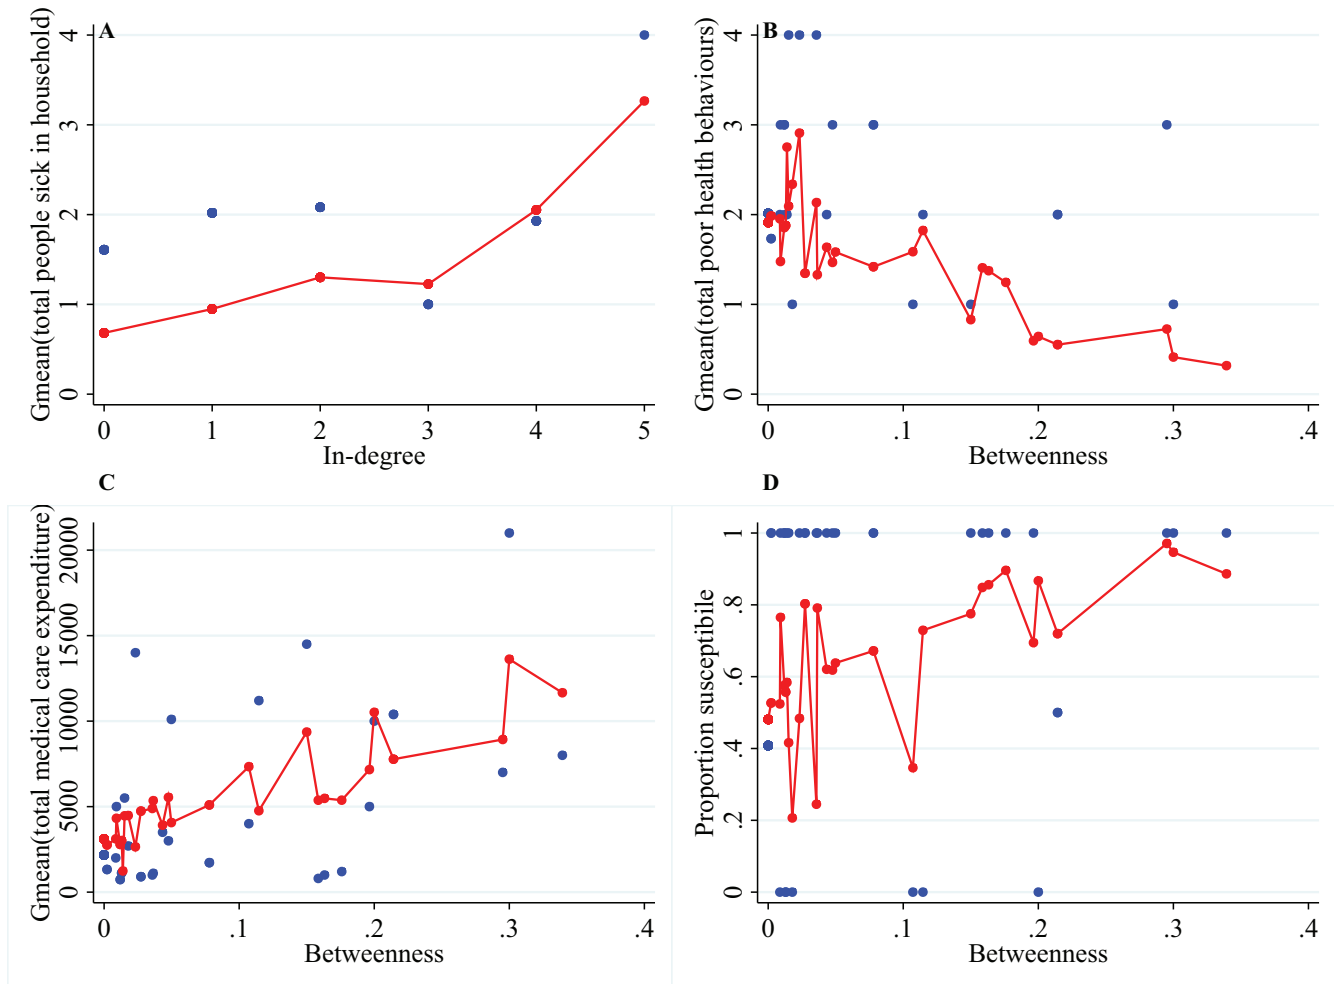 A
Gmean(total people sick in household)
4
3
2
1
0
0 1 2 3 4 5
In-degree
B
Gmean(total poor health behaviours)
4
3
2
1
0
0 .1 .2 .3 .4
Betweenness
C
Gmean(total medical care expenditure)
20000
15000
10000
5000
0
0 .1 .2 .3 .4
Betweenness
D
Proportion susceptibile
1
.8
.6
.4
.2
0
0 .1 .2 .3 .4
Betweenness